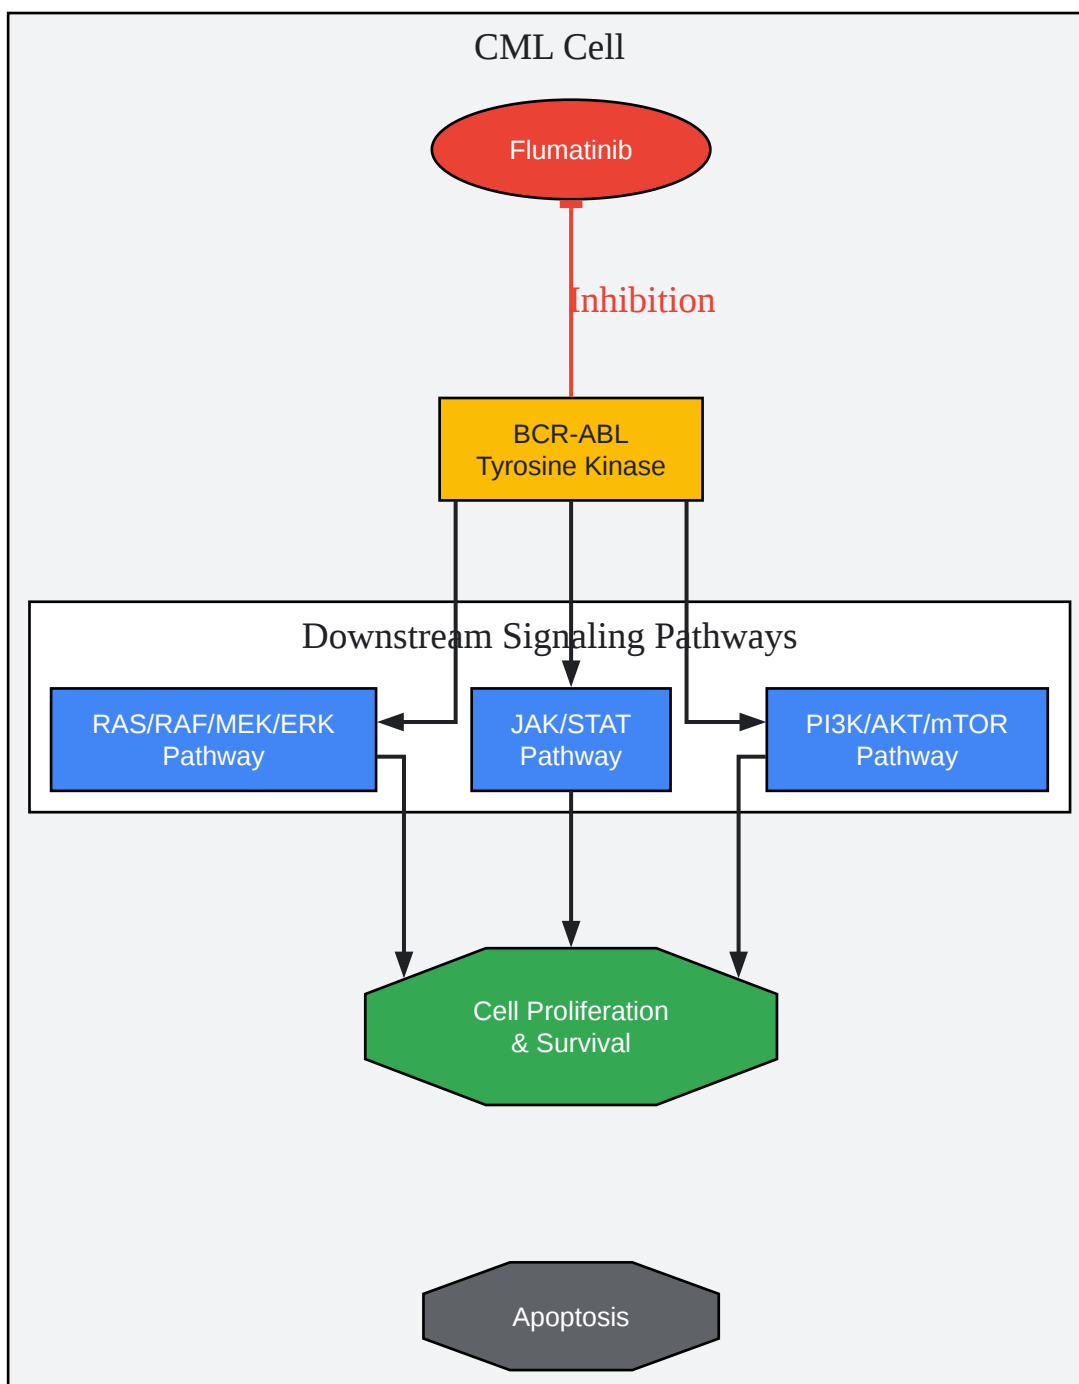 CML Cell
Flumatinib
Inhibition
BCR-ABL
Tyrosine Kinase
Downstream Signaling Pathways
RAS/RAF/MEK/ERK
Pathway
JAK/STAT
Pathway
PI3K/AKT/mTOR
Pathway
Cell Proliferation
& Survival
Apoptosis